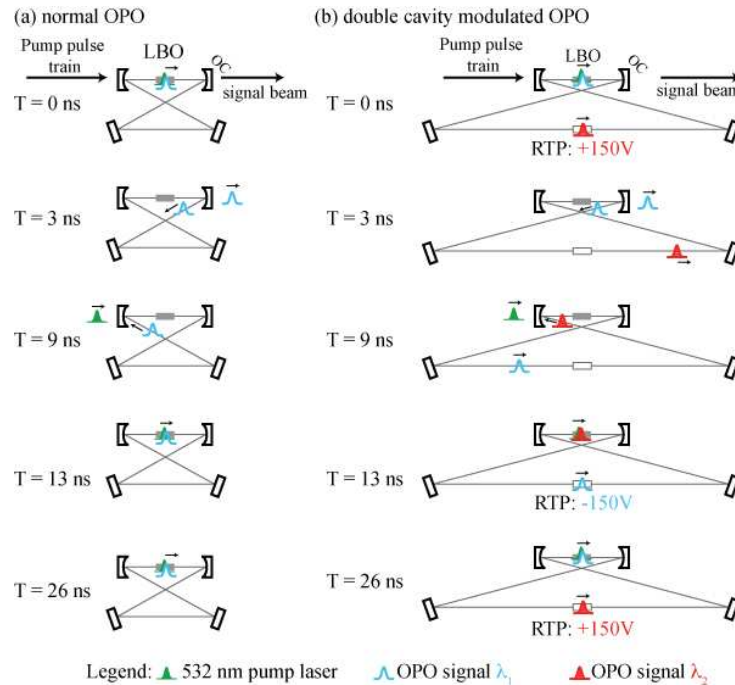 (a) normal OPO
Pump pulse train
LBO
OC
signal beam
T = 0 ns
T = 3 ns
T = 9 ns
T = 13 ns
T = 26 ns
(b) double cavity modulated OPO
Pump pulse train
LBO
OC
signal beam
T = 0 ns
RTP: +150V
T = 3 ns
T = 9 ns
T = 13 ns
RTP: -150V
T = 26 ns
RTP: +150V
Legend: 532 nm pump laser OPO signal λ1 OPO signal λ2